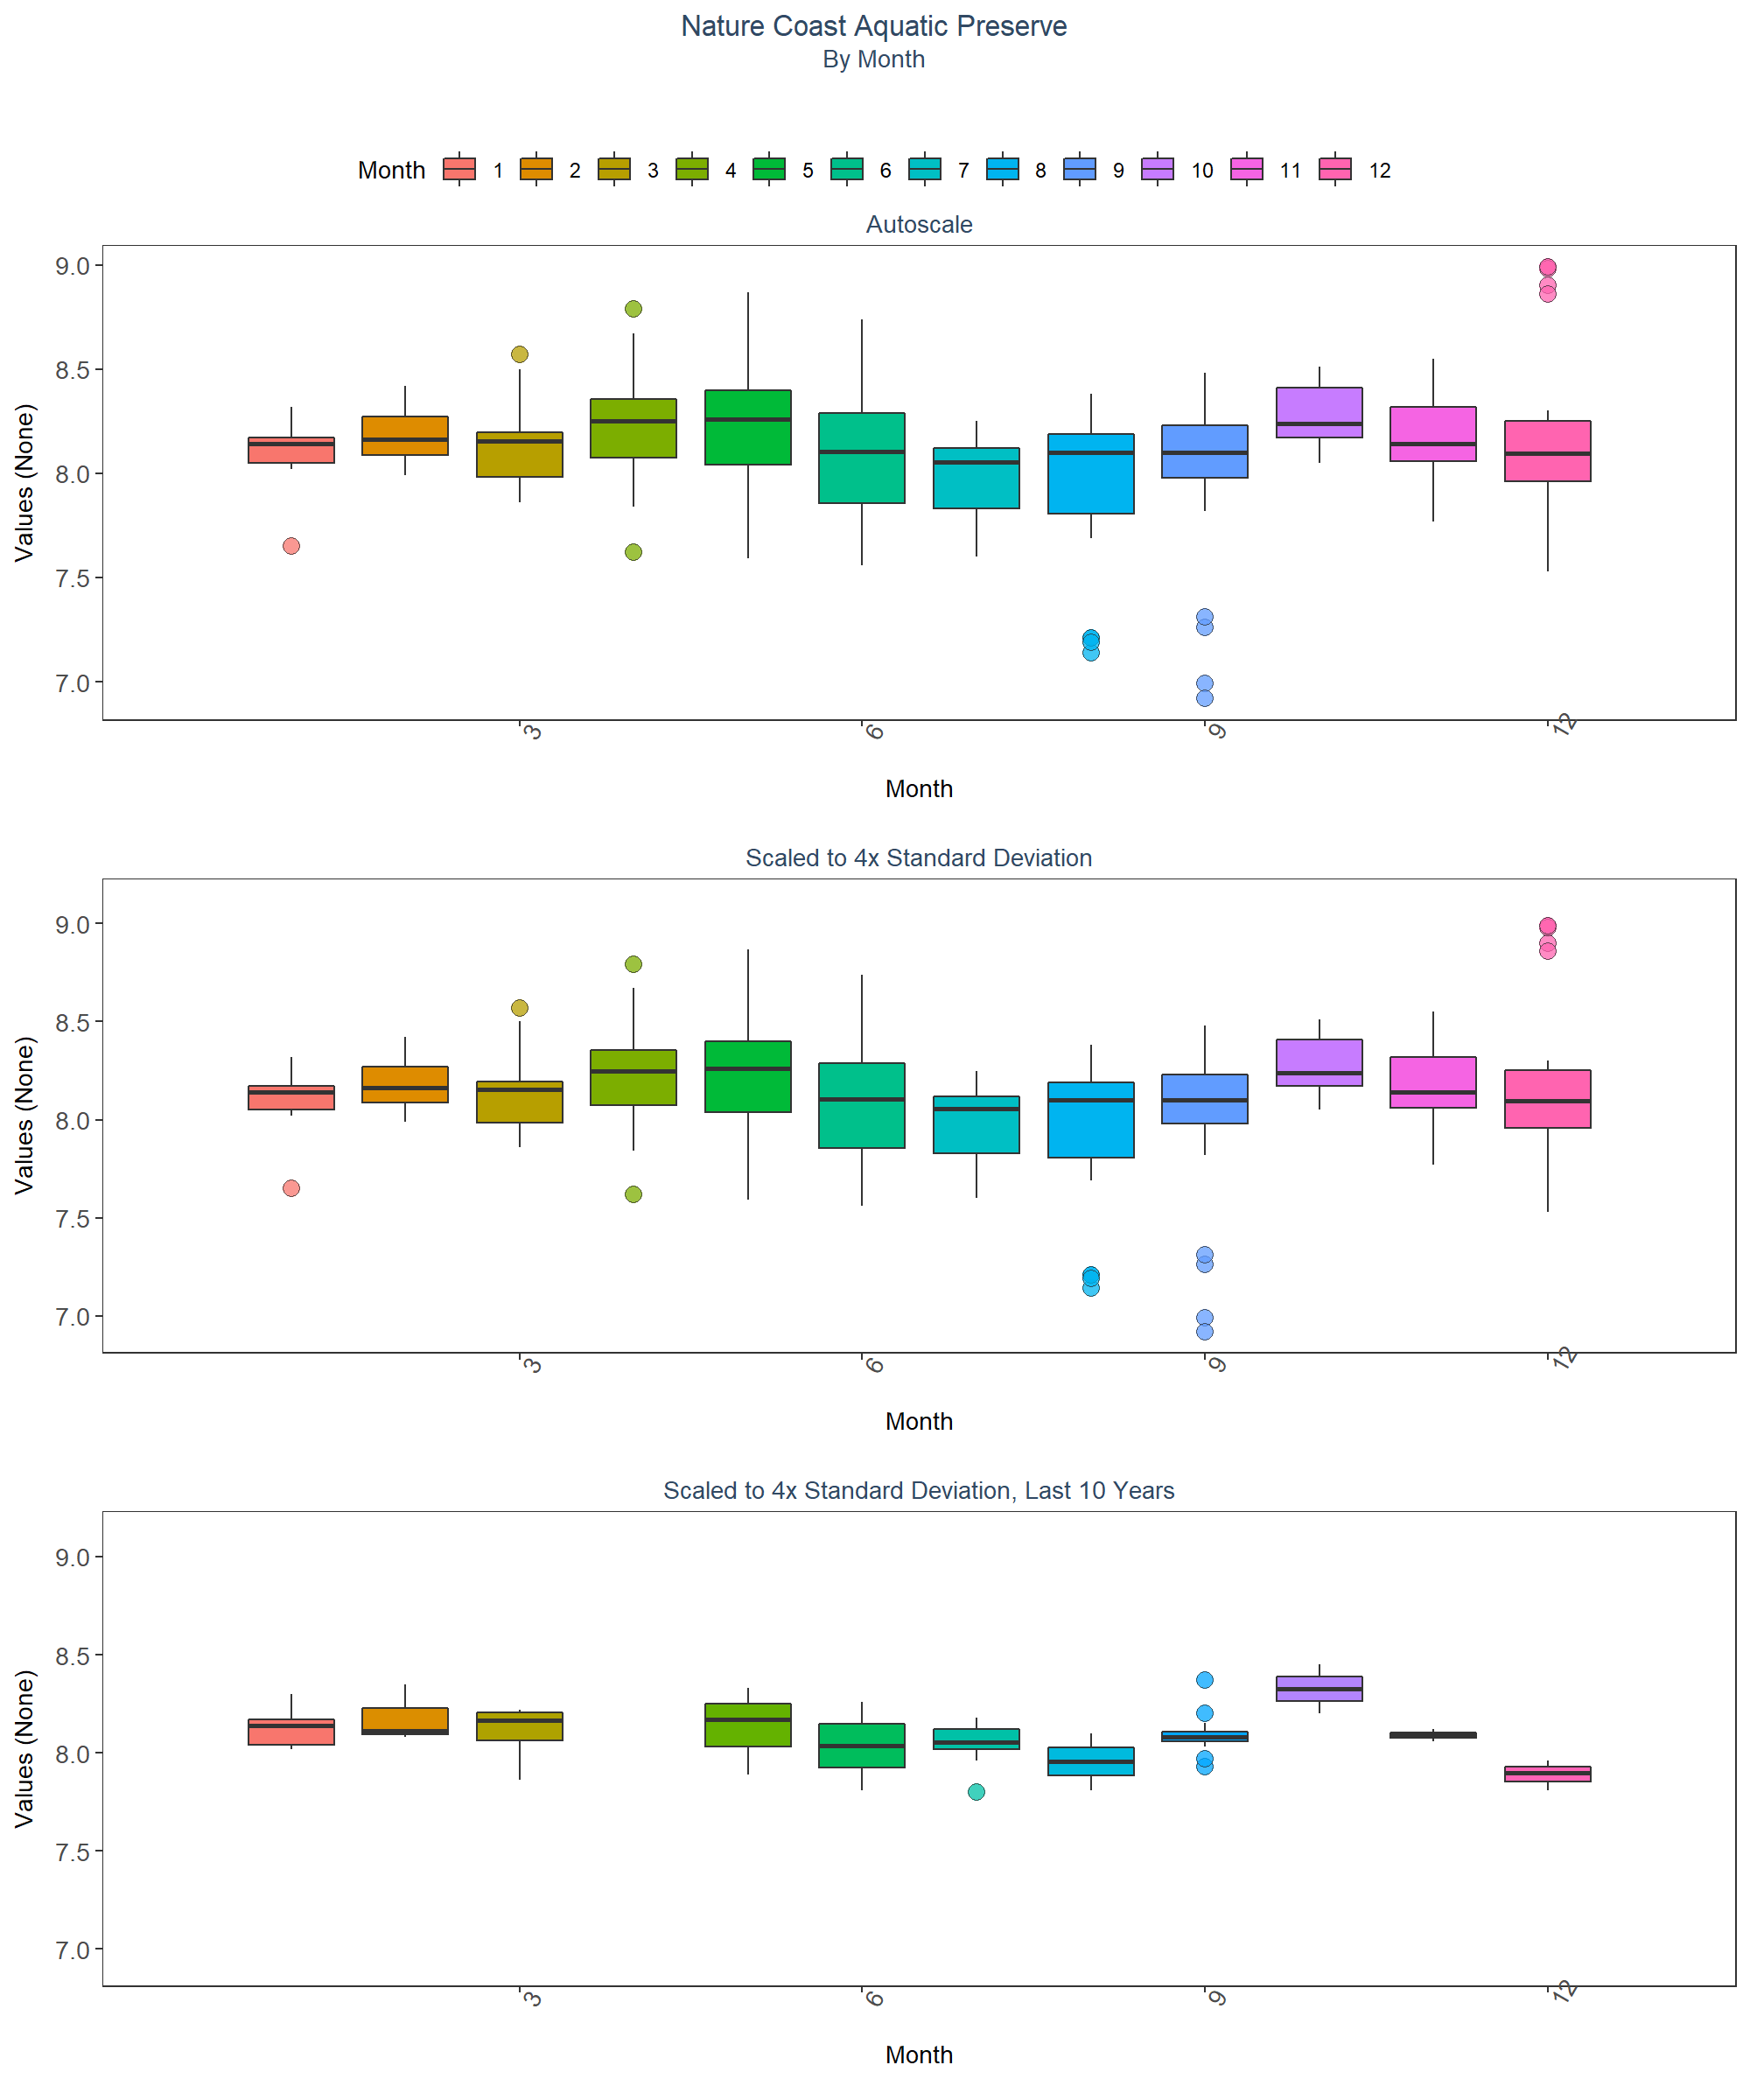 Nature Coast Aquatic Preserve
By Month
Month 1 2 3 4 5 6 7 8 9 10 11 12
Autoscale
Values (None)
9.0
8.5
8.0
7.5
7.0
3 6 9 12
Month
Scaled to 4x Standard Deviation
Values (None)
9.0
8.5
8.0
7.5
7.0
3 6 9 12
Month
Scaled to 4x Standard Deviation, Last 10 Years
Values (None)
9.0
8.5
8.0
7.5
7.0
3 6 9 12
Month